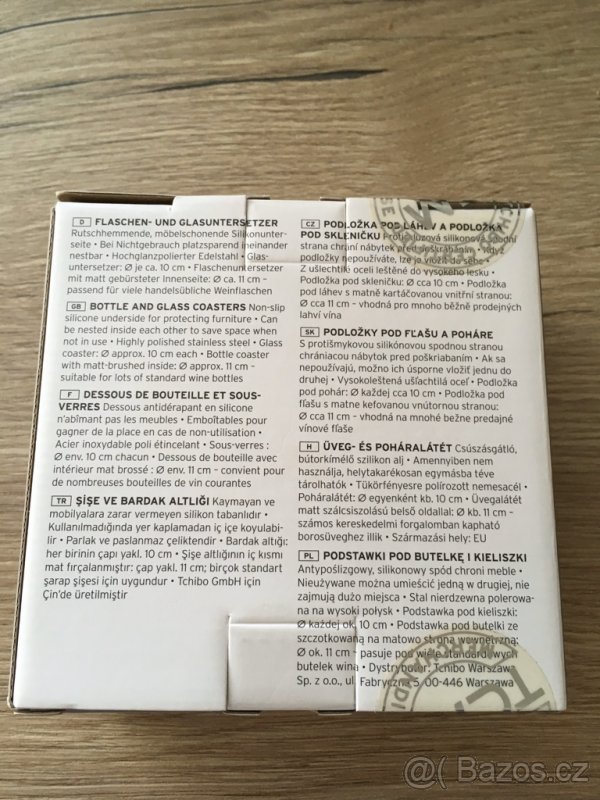 D FLASCHEN- UND GLASUNTERSETZER
Rutschhemmende, möbelschonende Silikonunter-
seite • Bei Nichtgebrauch platzsparend ineinander
nestbar • Hochglanzpolierter Edelstahl • Glas-
untersetzer: Ø je ca. 10 cm • Flaschenuntersetzer
mit matt gebürsteter Innenseite: Ø ca. 11 cm –
passend für viele handelsübliche Weinflaschen
GB BOTTLE AND GLASS COASTERS Non-slip
silicone underside for protecting furniture • Can
be nested inside each other to save space when
not in use • Highly polished stainless steel • Glass
coaster: Ø approx. 10 cm each • Bottle coaster
with matt-brushed inside: Ø approx. 11 cm –
suitable for lots of standard wine bottles
F DESSOUS DE BOUTEILLE ET SOUS-
VERRES Dessous antidérapant en silicone
n'abîmant pas les meubles • Emboîtables pour
gagner de la place en cas de non-utilisation •
Acier inoxydable poli étincelant • Sous-verres :
Ø env. 10 cm chacun • Dessous de bouteille avec
intérieur mat brossé : Ø env. 11 cm – convient pour
de nombreuses bouteilles de vin courantes
TR ŞİŞE VE BARDAK ALTLIĞI Kaymayan ve
mobilyalara zarar vermeyen silikon tabanlıdır •
Kullanılmadığında yer kaplamadan iç içe koyulabi-
lir • Parlak ve paslanmaz çeliktendir • Bardak altlığı:
her birinin çapı yakl. 10 cm • Şişe altlığının iç kısmı
mat fırçalanmıştır: çap yakl. 11 cm; birçok standart
şarap şişesi için uygundur • Tchibo GmbH için
Çin'de üretilmiştir
CZ PODLOŽKA POD LÁHEV A PODLOŽKA
POD SKLENIČKU Protiskluzová silikonová spodní
strana chrání nábytek před poškrábáním • Když
podložky nepoužíváte, lze je vložit do sebe •
Z ušlechtilé oceli leštěné do vysokého lesku •
Podložka pod skleničku: Ø cca 10 cm • Podložka
pod láhev s matně kartáčovanou vnitřní stranou:
Ø cca 11 cm – vhodná pro mnoho běžně prodejných
lahví vína
SK PODLOŽKY POD FĽAŠU A POHÁRE
S protišmykovou silikónovou spodnou stranou
chrániacou nábytok pred poškriabaním • Ak sa
nepoužívajú, možno ich úsporne vložiť jednu do
druhej • Vysokoleštená ušľachtilá oceľ • Podložka
pod poháre: Ø každej cca 10 cm • Podložka pod
fľašu s matne kefovanou vnútornou stranou:
Ø cca 11 cm – vhodná na mnohé bežne predajné
vínové fľašu
H ÜVEG- ÉS POHÁRALÁTÉT Csúszásgátló,
bútorkímélő szilikon alj • Amennyiben nem
használja, helytakarékosan egymásba téve
tárolhatók • Tükörfényesre polírozott nemesacél •
Poháralátét: Ø egyenként kb. 10 cm • Üvegalátét
matt szálcsiszolású belső oldallal: Ø kb. 11 cm –
számos kereskedelmi forgalomban kapható
borosüveghez illik • Származási hely: EU
PL PODSTAWKI POD BUTELKĘ I KIELISZKI
Antypoślizgowy, silikonowy spód chroni meble •
Nieużywane można umieścić jedną w drugiej, nie
zajmują dużo miejsca • Stal nierdzewna polerowa-
na na wysoki połysk • Podstawka pod kieliszki:
Ø każdej ok. 10 cm • Podstawka pod butelki ze
szczotkowaną na matowo stroną wewnętrzną:
Ø ok. 11 cm – pasuje pod wiele standardowych
butelek wina • Dystrybutor: Tchibo Warszawa
Sp. z o.o., ul. Fabryczna 5, 00-446 Warszawa
Bazos.cz